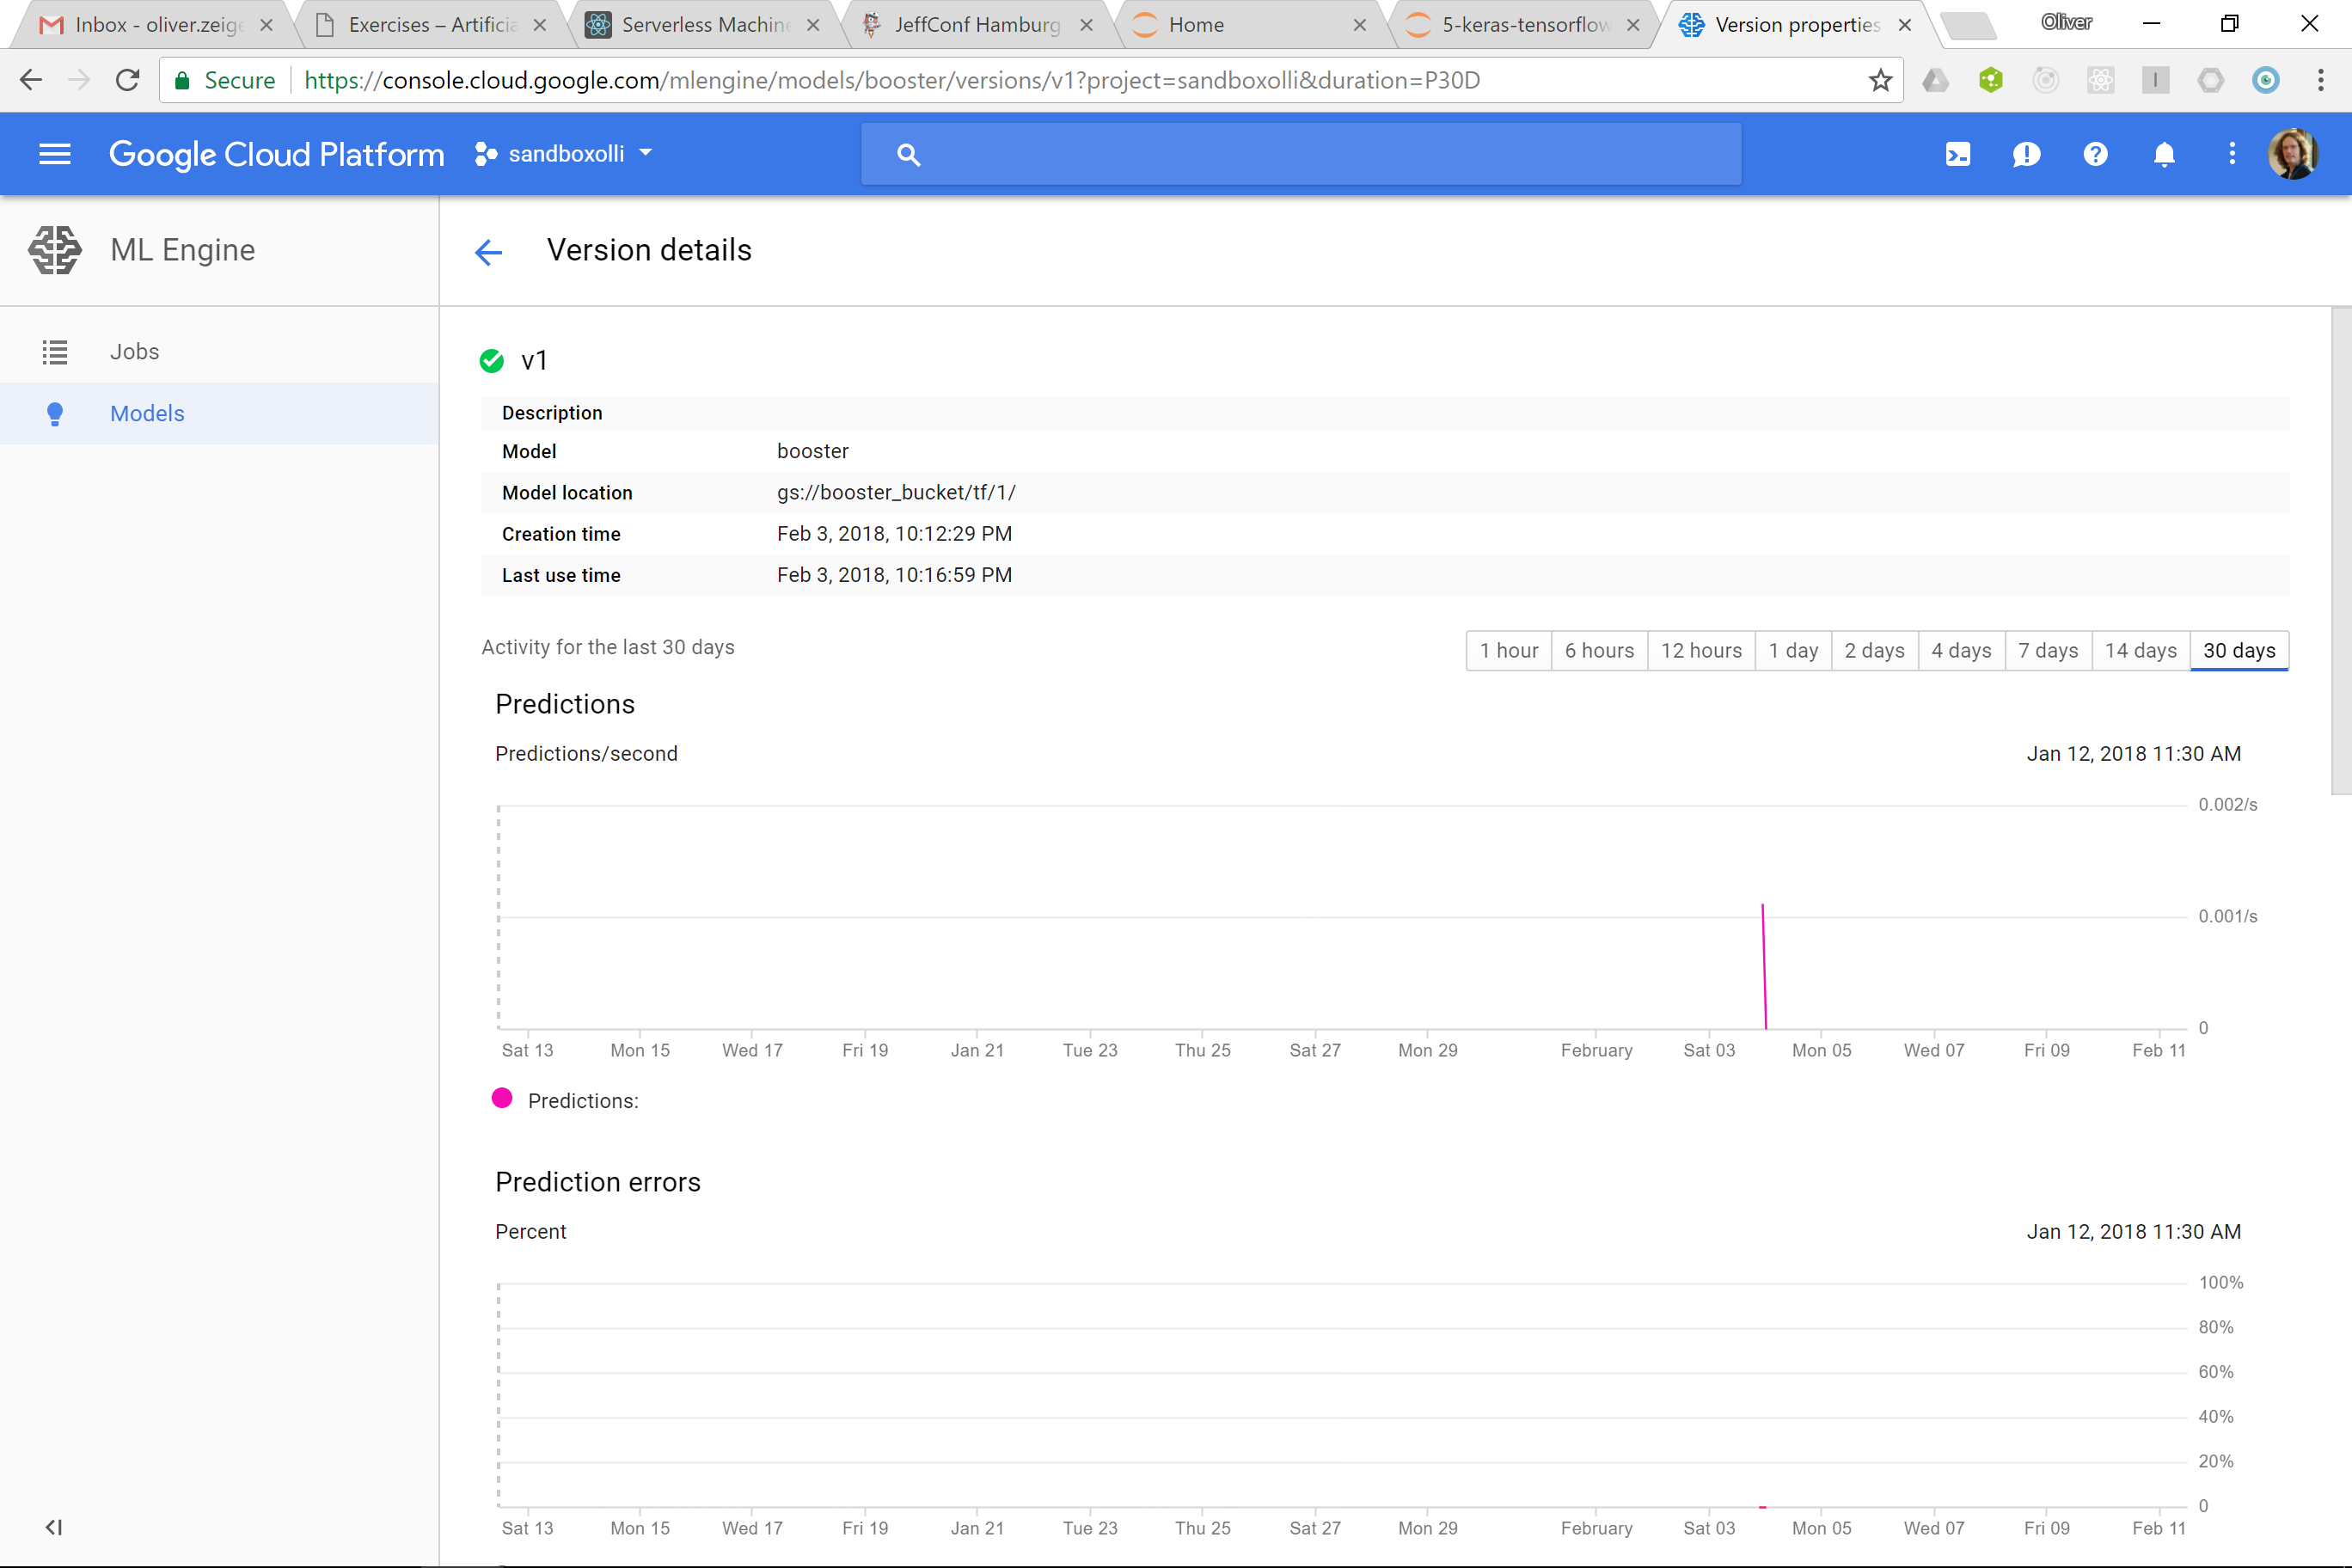 Inbox - oliver.zeige
Exercises – Artificia
Serverless Machine
JeffConf Hamburg
Home
5-keras-tensorflow
Version properties
Oliver
Secure
https://console.cloud.google.com/mlengine/models/booster/versions/v1?project=sandboxolli&duration=P30D
Google Cloud Platform
sandboxolli
ML Engine
Version details
Jobs
Models
v1
Description
Model booster
Model location gs://booster_bucket/tf/1/
Creation time Feb 3, 2018, 10:12:29 PM
Last use time Feb 3, 2018, 10:16:59 PM
Activity for the last 30 days
1 hour 6 hours 12 hours 1 day 2 days 4 days 7 days 14 days 30 days
Predictions
Predictions/second Jan 12, 2018 11:30 AM
0.002/s
0.001/s
0
Sat 13 Mon 15 Wed 17 Fri 19 Jan 21 Tue 23 Thu 25 Sat 27 Mon 29 February Sat 03 Mon 05 Wed 07 Fri 09 Feb 11
Predictions:
Prediction errors
Percent Jan 12, 2018 11:30 AM
100%
80%
60%
40%
20%
0
Sat 13 Mon 15 Wed 17 Fri 19 Jan 21 Tue 23 Thu 25 Sat 27 Mon 29 February Sat 03 Mon 05 Wed 07 Fri 09 Feb 11